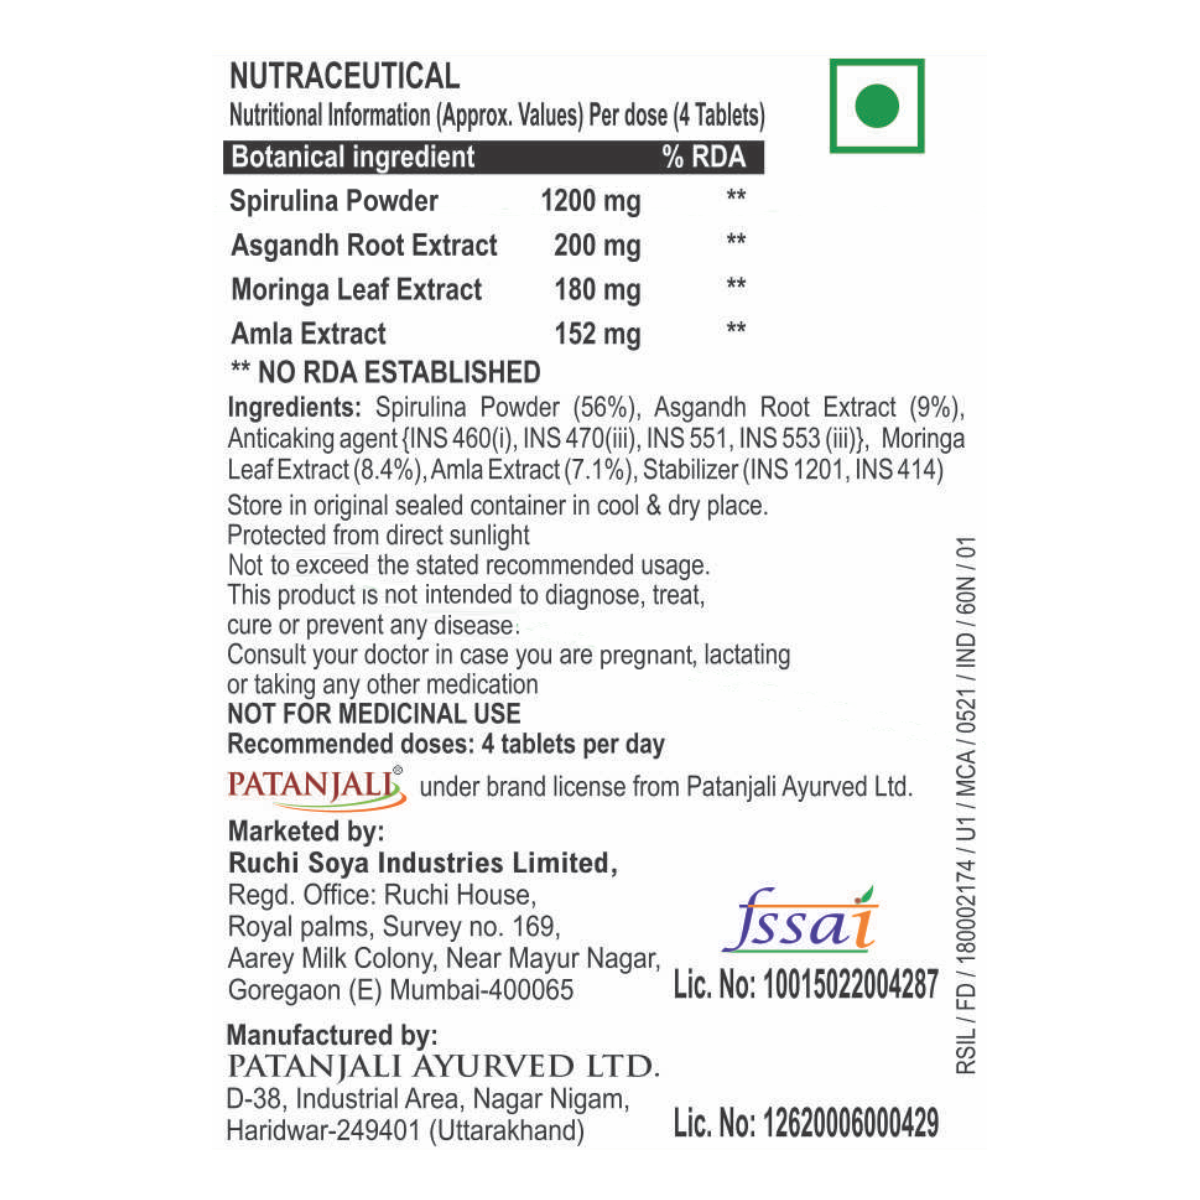 NUTRACEUTICAL
Nutritional Information (Approx. Values) Per dose (4 Tablets)
Botanical ingredient % RDA
Spirulina Powder 1200 mg **
Asgandh Root Extract 200 mg **
Moringa Leaf Extract 180 mg **
Amla Extract 152 mg **
** NO RDA ESTABLISHED
Ingredients: Spirulina Powder (56%), Asgandh Root Extract (9%),
Anticaking agent {INS 460(i), INS 470(iii), INS 551, INS 553 (iii)}, Moringa
Leaf Extract (8.4%), Amla Extract (7.1%), Stabilizer (INS 1201, INS 414)
Store in original sealed container in cool & dry place.
Protected from direct sunlight
Not to exceed the stated recommended usage.
This product is not intended to diagnose, treat,
cure or prevent any disease.
Consult your doctor in case you are pregnant, lactating
or taking any other medication
NOT FOR MEDICINAL USE
Recommended doses: 4 tablets per day
PATANJALI® under brand license from Patanjali Ayurved Ltd.
Marketed by:
Ruchi Soya Industries Limited,
Regd. Office: Ruchi House,
Royal palms, Survey no. 169,
Aarey Milk Colony, Near Mayur Nagar,
Goregaon (E) Mumbai-400065
fssai
Lic. No: 10015022004287
Manufactured by:
PATANJALI AYURVED LTD.
D-38, Industrial Area, Nagar Nigam,
Haridwar-249401 (Uttarakhand)
Lic. No: 12620006000429
RSIL / FD / 180002174 / U1 / MCA / 0521 / IND / 60N / 01